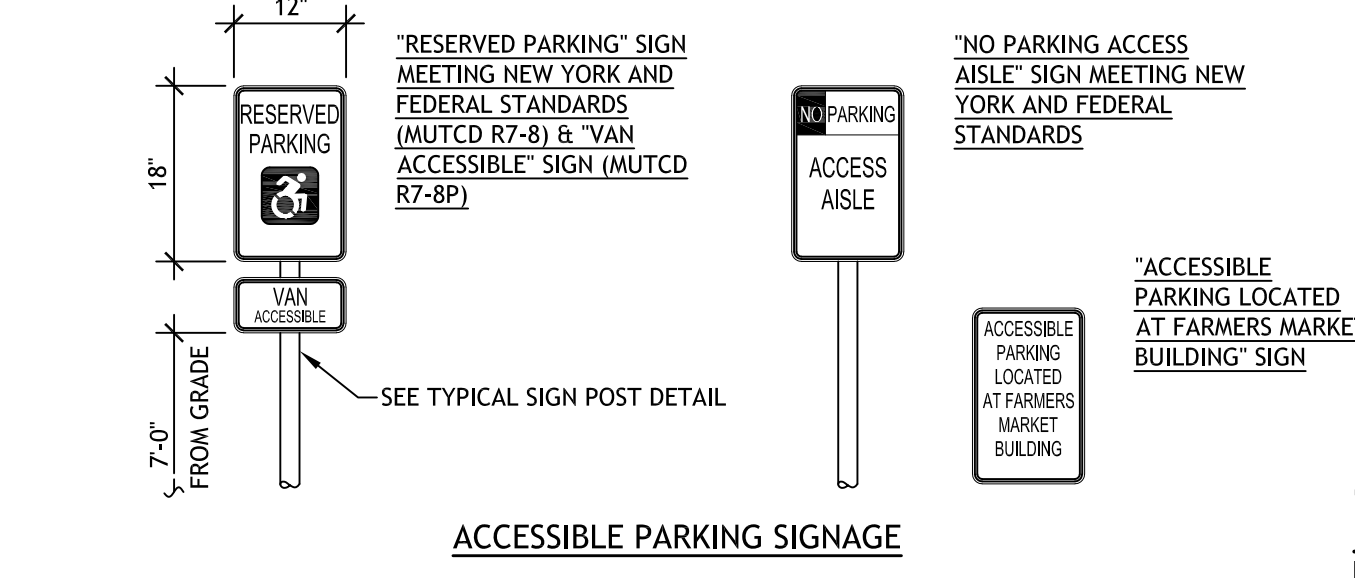 12"
"RESERVED PARKING" SIGN
MEETING NEW YORK AND
FEDERAL STANDARDS
(MUTCD R7-8) & "VAN
ACCESSIBLE" SIGN (MUTCD
R7-8P)
18"
RESERVED
PARKING
VAN
ACCESSIBLE
7'-0"
FROM GRADE
SEE TYPICAL SIGN POST DETAIL
NO PARKING
ACCESS
AISLE
"NO PARKING ACCESS
AISLE" SIGN MEETING NEW
YORK AND FEDERAL
STANDARDS
ACCESSIBLE
PARKING
LOCATED
AT FARMERS
MARKET
BUILDING
"ACCESSIBLE
PARKING LOCATED
AT FARMERS MARKET
BUILDING" SIGN
ACCESSIBLE PARKING SIGNAGE